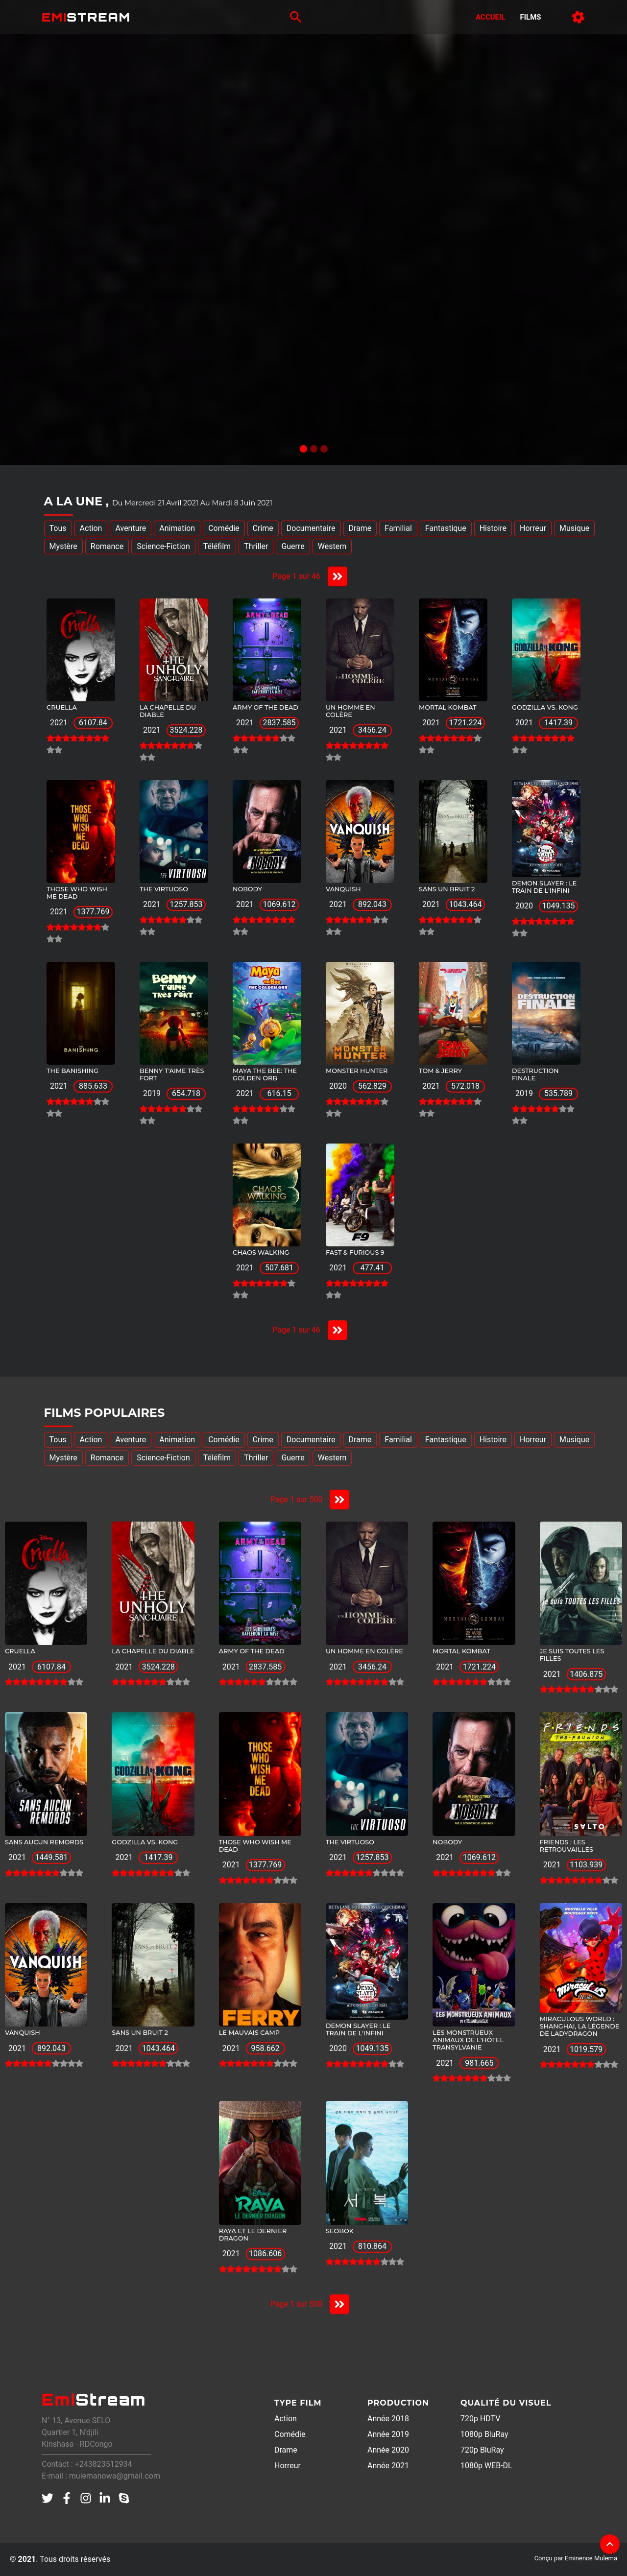 EMISTREAM
ACCUEIL FILMS
A LA UNE , Du Mercredi 21 Avril 2021 Au Mardi 8 Juin 2021
Tous Action Aventure Animation Comédie Crime Documentaire Drame Familial Fantastique Histoire Horreur Musique
Mystère Romance Science-Fiction Téléfilm Thriller Guerre Western
Page 1 sur 46
CRUELLA
2021 6107.84
LA CHAPELLE DU DIABLE
2021 3524.228
ARMY OF THE DEAD
2021 2837.585
UN HOMME EN COLÈRE
2021 3456.24
MORTAL KOMBAT
2021 1721.224
GODZILLA VS. KONG
2021 1417.39
THOSE WHO WISH ME DEAD
2021 1377.769
THE VIRTUOSO
2021 1257.853
NOBODY
2021 1069.612
VANQUISH
2021 892.043
SANS UN BRUIT 2
2021 1043.464
DEMON SLAYER : LE TRAIN DE L'INFINI
2020 1049.135
THE BANISHING
2021 885.633
BENNY T'AIME TRÈS FORT
2019 654.718
MAYA THE BEE: THE GOLDEN ORB
2021 616.15
MONSTER HUNTER
2020 562.829
TOM & JERRY
2021 572.018
DESTRUCTION FINALE
2019 535.789
CHAOS WALKING
2021 507.681
FAST & FURIOUS 9
2021 477.41
Page 1 sur 46
FILMS POPULAIRES
Tous Action Aventure Animation Comédie Crime Documentaire Drame Familial Fantastique Histoire Horreur Musique
Mystère Romance Science-Fiction Téléfilm Thriller Guerre Western
Page 1 sur 500
CRUELLA
2021 6107.84
LA CHAPELLE DU DIABLE
2021 3524.228
ARMY OF THE DEAD
2021 2837.585
UN HOMME EN COLÈRE
2021 3456.24
MORTAL KOMBAT
2021 1721.224
JE SUIS TOUTES LES FILLES
2021 1406.875
SANS AUCUN REMORDS
2021 1449.581
GODZILLA VS. KONG
2021 1417.39
THOSE WHO WISH ME DEAD
2021 1377.769
THE VIRTUOSO
2021 1257.853
NOBODY
2021 1069.612
FRIENDS : LES RETROUVAILLES
2021 1103.939
VANQUISH
2021 892.043
SANS UN BRUIT 2
2021 1043.464
LE MAUVAIS CAMP
2021 958.662
DEMON SLAYER : LE TRAIN DE L'INFINI
2020 1049.135
LES MONSTRUEUX ANIMAUX DE L'HÔTEL TRANSYLVANIE
2021 981.665
MIRACULOUS WORLD : SHANGHAI, LA LÉGENDE DE LADYDRAGON
2021 1019.579
RAYA ET LE DERNIER DRAGON
2021 1086.606
SEOBOK
2021 810.864
Page 1 sur 500
EmiStream
N° 13, Avenue SELO
Quartier 1, N'djili
Kinshasa - RDCongo
Contact : +243823512934
E-mail : mulemanowa@gmail.com
TYPE FILM
Action
Comédie
Drame
Horreur
PRODUCTION
Année 2018
Année 2019
Année 2020
Année 2021
QUALITÉ DU VISUEL
720p HDTV
1080p BluRay
720p BluRay
1080p WEB-DL
© 2021. Tous droits réservés
Conçu par Eminence Mulema